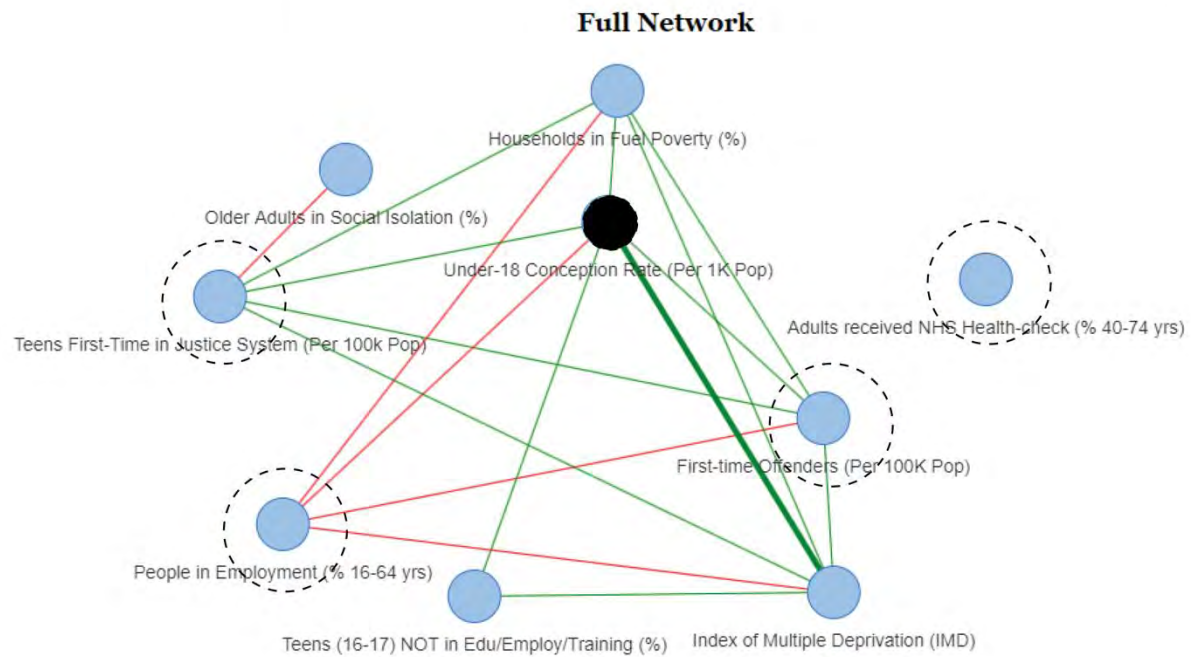 Full Network
Households in Fuel Poverty (%)
Older Adults in Social Isolation (%)
Under-18 Conception Rate (Per 1K Pop)
Adults received NHS Health-check (% 40-74 yrs)
Teens First-Time in Justice System (Per 100k Pop)
First-time Offenders (Per 100K Pop)
People in Employment (% 16-64 yrs)
Teens (16-17) NOT in Edu/Employ/Training (%)
Index of Multiple Deprivation (IMD)